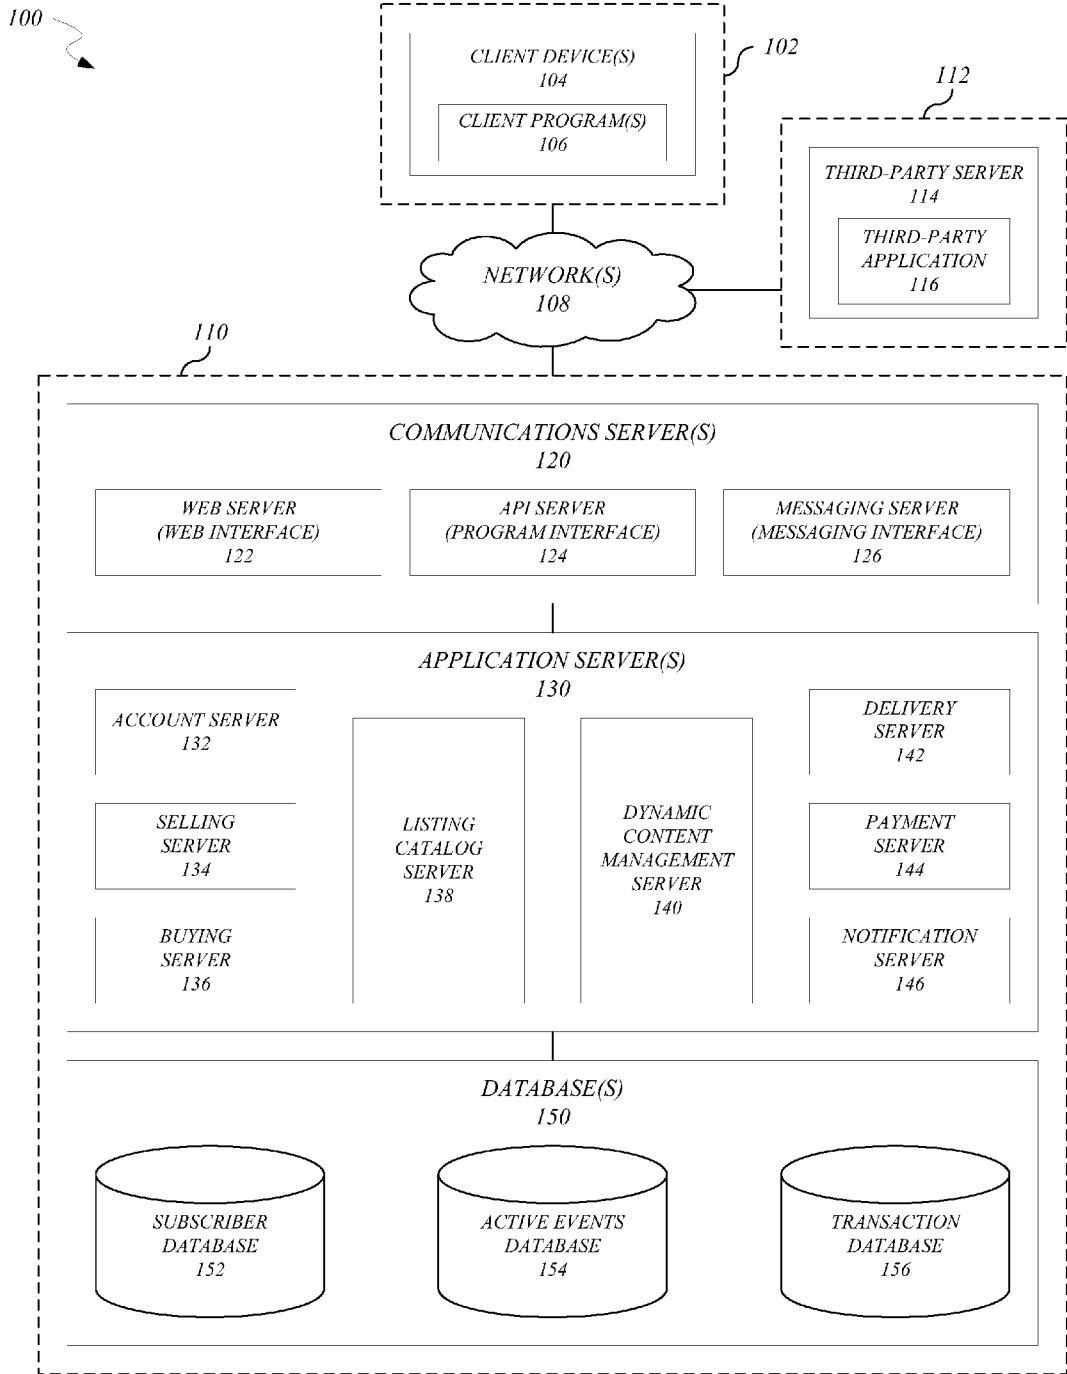 100
102
CLIENT DEVICE(S)
104
CLIENT PROGRAM(S)
106
112
THIRD-PARTY SERVER
114
THIRD-PARTY
APPLICATION
116
NETWORK(S)
108
110
COMMUNICATIONS SERVER(S)
120
WEB SERVER
(WEB INTERFACE)
122
API SERVER
(PROGRAM INTERFACE)
124
MESSAGING SERVER
(MESSAGING INTERFACE)
126
APPLICATION SERVER(S)
130
ACCOUNT SERVER
132
SELLING
SERVER
134
BUYING
SERVER
136
LISTING
CATALOG
SERVER
138
DYNAMIC
CONTENT
MANAGEMENT
SERVER
140
DELIVERY
SERVER
142
PAYMENT
SERVER
144
NOTIFICATION
SERVER
146
DATABASE(S)
150
SUBSCRIBER
DATABASE
152
ACTIVE EVENTS
DATABASE
154
TRANSACTION
DATABASE
156